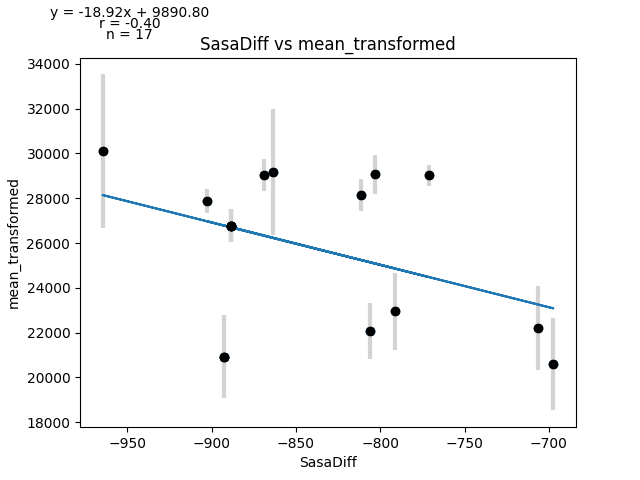 y = -18.92x + 9890.80
r = -0.40
n = 17
SasaDiff vs mean_transformed
34000
32000
30000
28000
26000
24000
22000
20000
18000
mean_transformed
−950
−900
−850
−800
−750
−700
SasaDiff